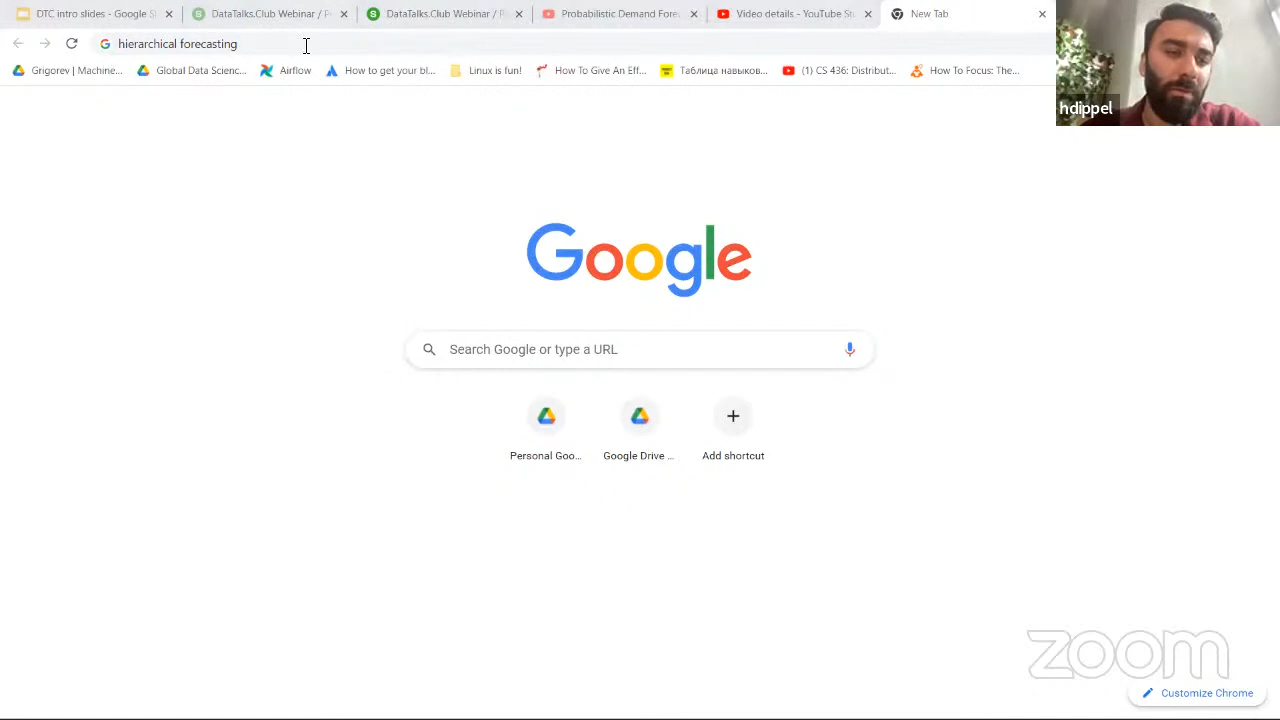 DTC intro slides - Google S
DataTalks.Club Webinar / P
DataTalks.Club Webinar / P
Probabilistic Demand Fore
Video details - YouTube St
New Tab
hierarchical forecasting
Grigorev | Machine...
Global Data Scienc...
Airflow
How to get your bl...
Linux is fun!
How To Give An Eff...
Таблица навыков...
(1) CS 436: Distribut...
How To Focus: The...
hdippel
Google
Search Google or type a URL
Personal Goo...
Google Drive ...
Add shortcut
zoom
Customize Chrome